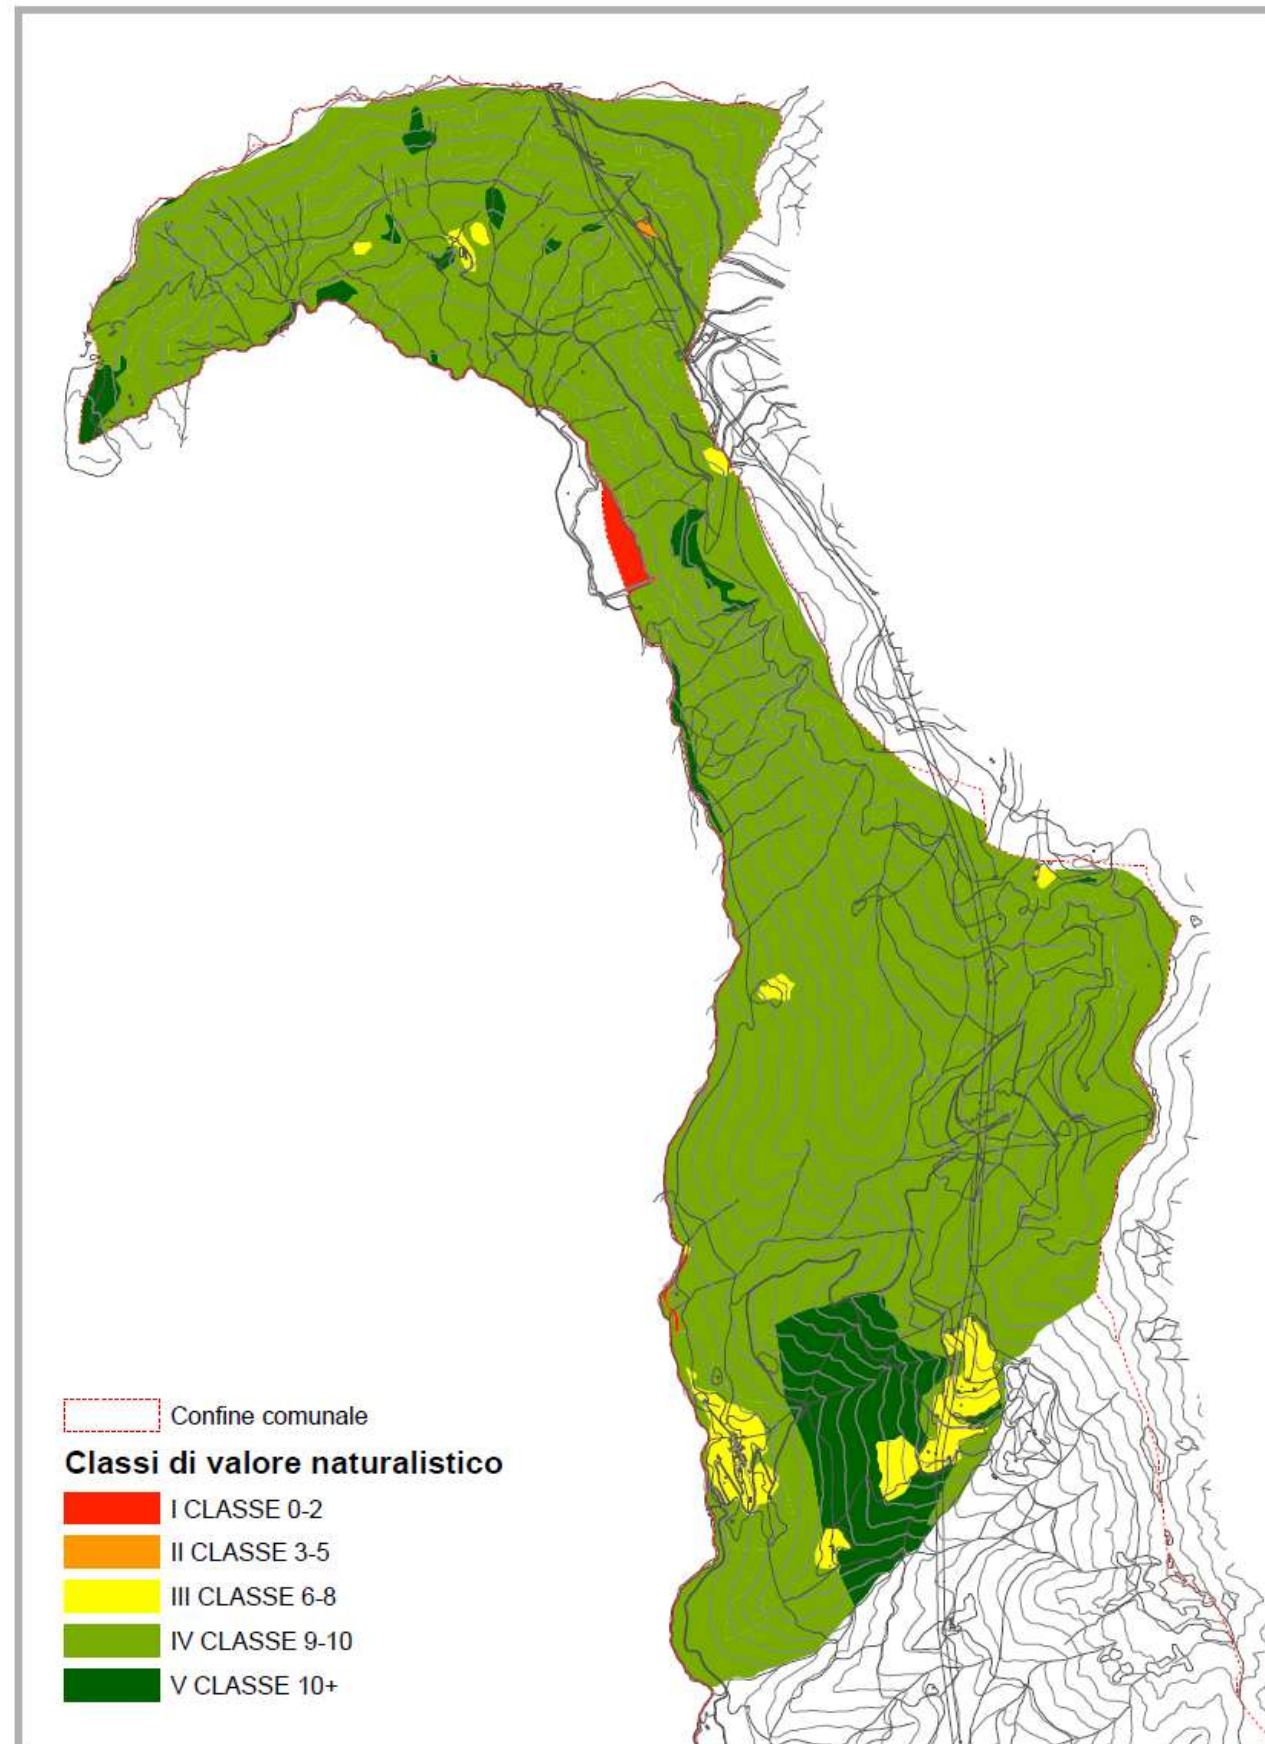 Confine comunale
Classi di valore naturalistico
I CLASSE 0-2
II CLASSE 3-5
III CLASSE 6-8
IV CLASSE 9-10
V CLASSE 10+